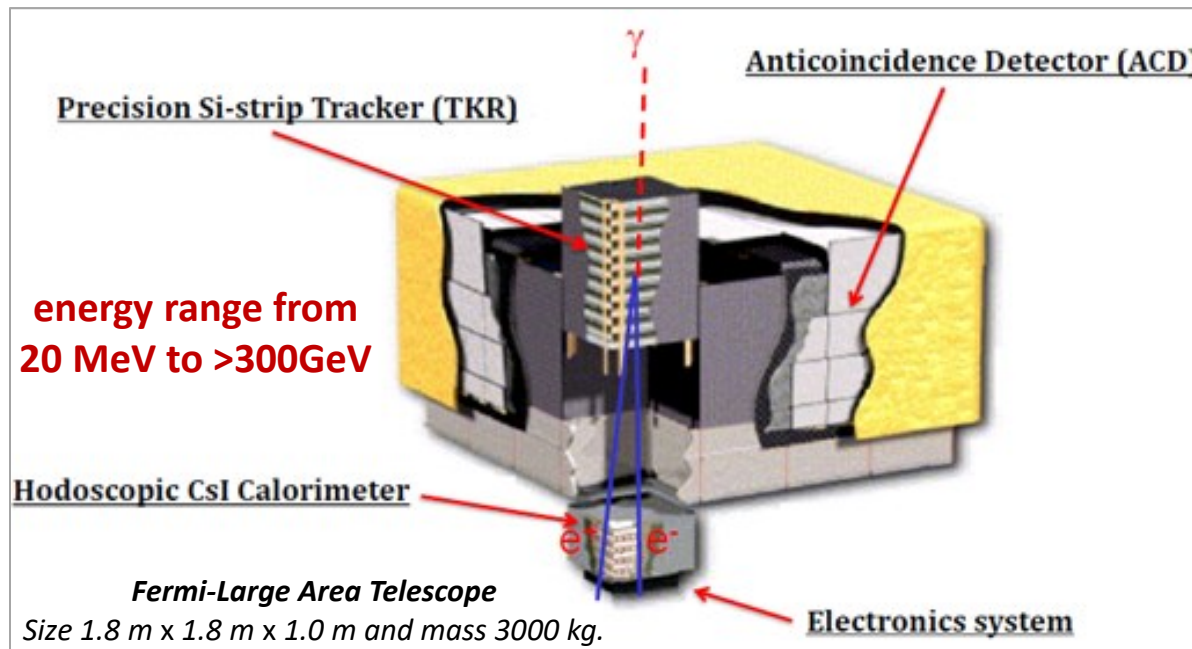 γ
Anticoincidence Detector (ACD)
Precision Si-strip Tracker (TKR)
energy range from
20 MeV to >300GeV
Hodoscopic CsI Calorimeter
e⁺ e⁻
Fermi-Large Area Telescope
Size 1.8 m x 1.8 m x 1.0 m and mass 3000 kg.
Electronics system